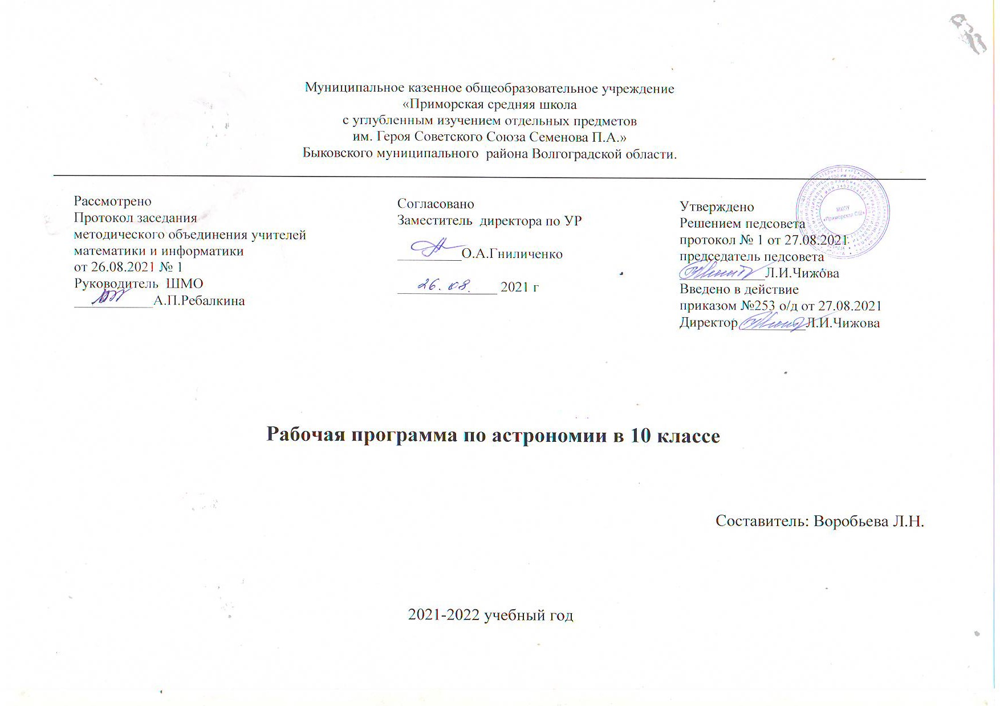 Муниципальное казенное общеобразовательное учреждение
«Приморская средняя школа
с углубленным изучением отдельных предметов
им. Героя Советского Союза Семенова П.А.»
Быковского муниципального района Волгоградской области.
Рассмотрено
Протокол заседания
методического объединения учителей
математики и информатики
от 26.08.2021 № 1
Руководитель ШМО
___________А.П.Ребалкина
Согласовано
Заместитель директора по УР
_________О.А.Гниличенко
26.08. 2021 г
Утверждено
Решением педсовета
протокол № 1 от 27.08.2021
председатель педсовета
____________Л.И.Чижова
Введено в действие
приказом №253 о/д от 27.08.2021
Директор _________Л.И.Чижова
МКОУ
«Приморская СШ»
Рабочая программа по астрономии в 10 классе
Составитель: Воробьева Л.Н.
2021-2022 учебный год